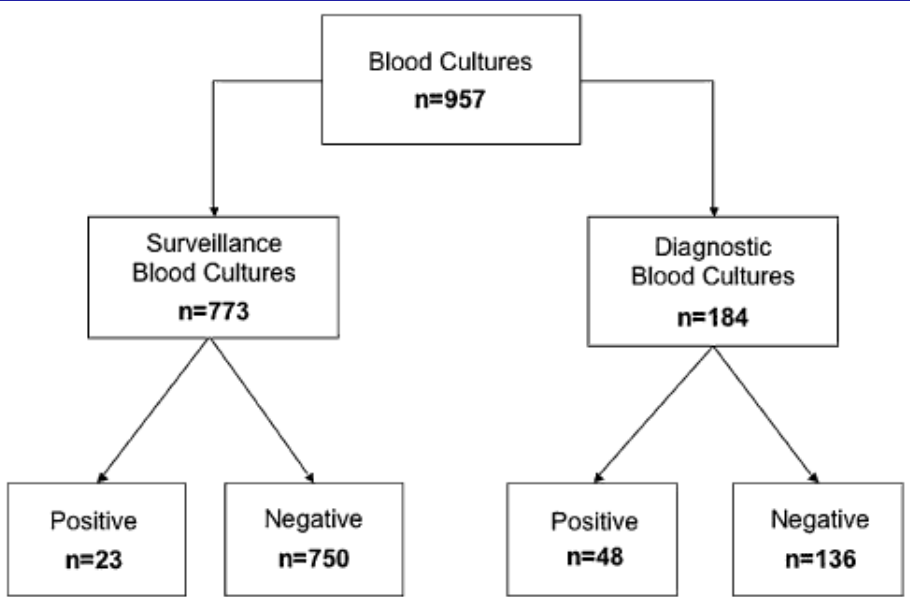 Blood Cultures
n=957
Surveillance
Blood Cultures
n=773
Diagnostic
Blood Cultures
n=184
Positive
n=23
Negative
n=750
Positive
n=48
Negative
n=136